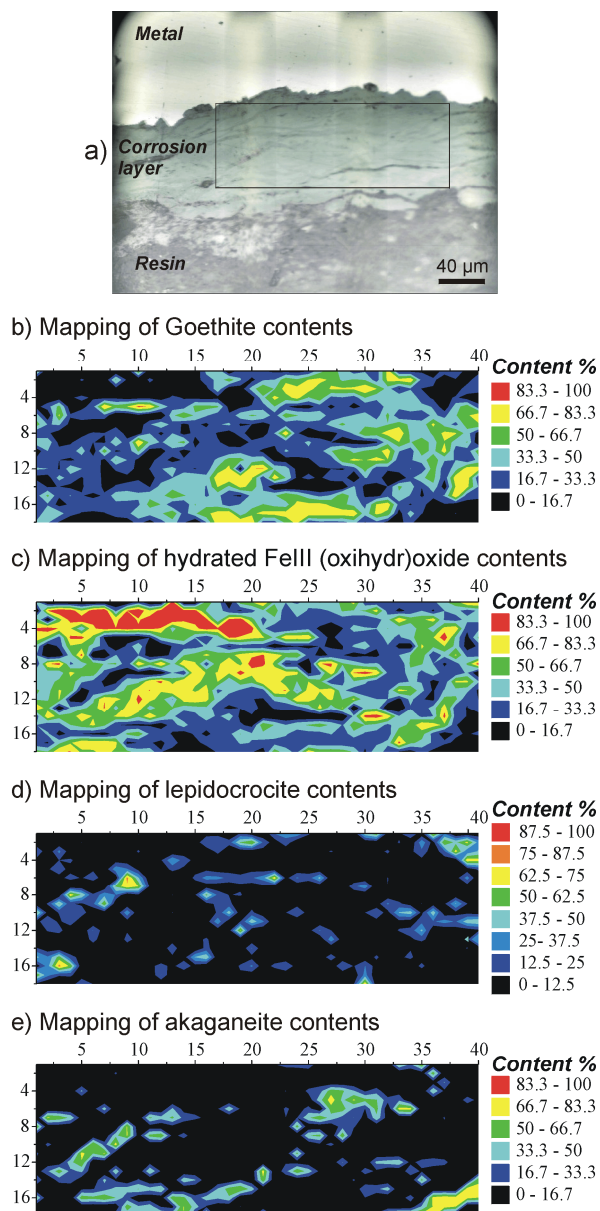 Metal
a)
Corrosion
layer
Resin
40 µm
b) Mapping of Goethite contents
5 10 15 20 25 30 35 40
4
8
12
16
Content %
83.3 - 100
66.7 - 83.3
50 - 66.7
33.3 - 50
16.7 - 33.3
0 - 16.7
c) Mapping of hydrated FeIII (oxihydr)oxide contents
5 10 15 20 25 30 35 40
4
8
12
16
Content %
83.3 - 100
66.7 - 83.3
50 - 66.7
33.3 - 50
16.7 - 33.3
0 - 16.7
d) Mapping of lepidocrocite contents
5 10 15 20 25 30 35 40
4
8
12
16
Content %
87.5 - 100
75 - 87.5
62.5 - 75
50 - 62.5
37.5 - 50
25- 37.5
12.5 - 25
0 - 12.5
e) Mapping of akaganeite contents
5 10 15 20 25 30 35 40
4
8
12
16
Content %
83.3 - 100
66.7 - 83.3
50 - 66.7
33.3 - 50
16.7 - 33.3
0 - 16.7